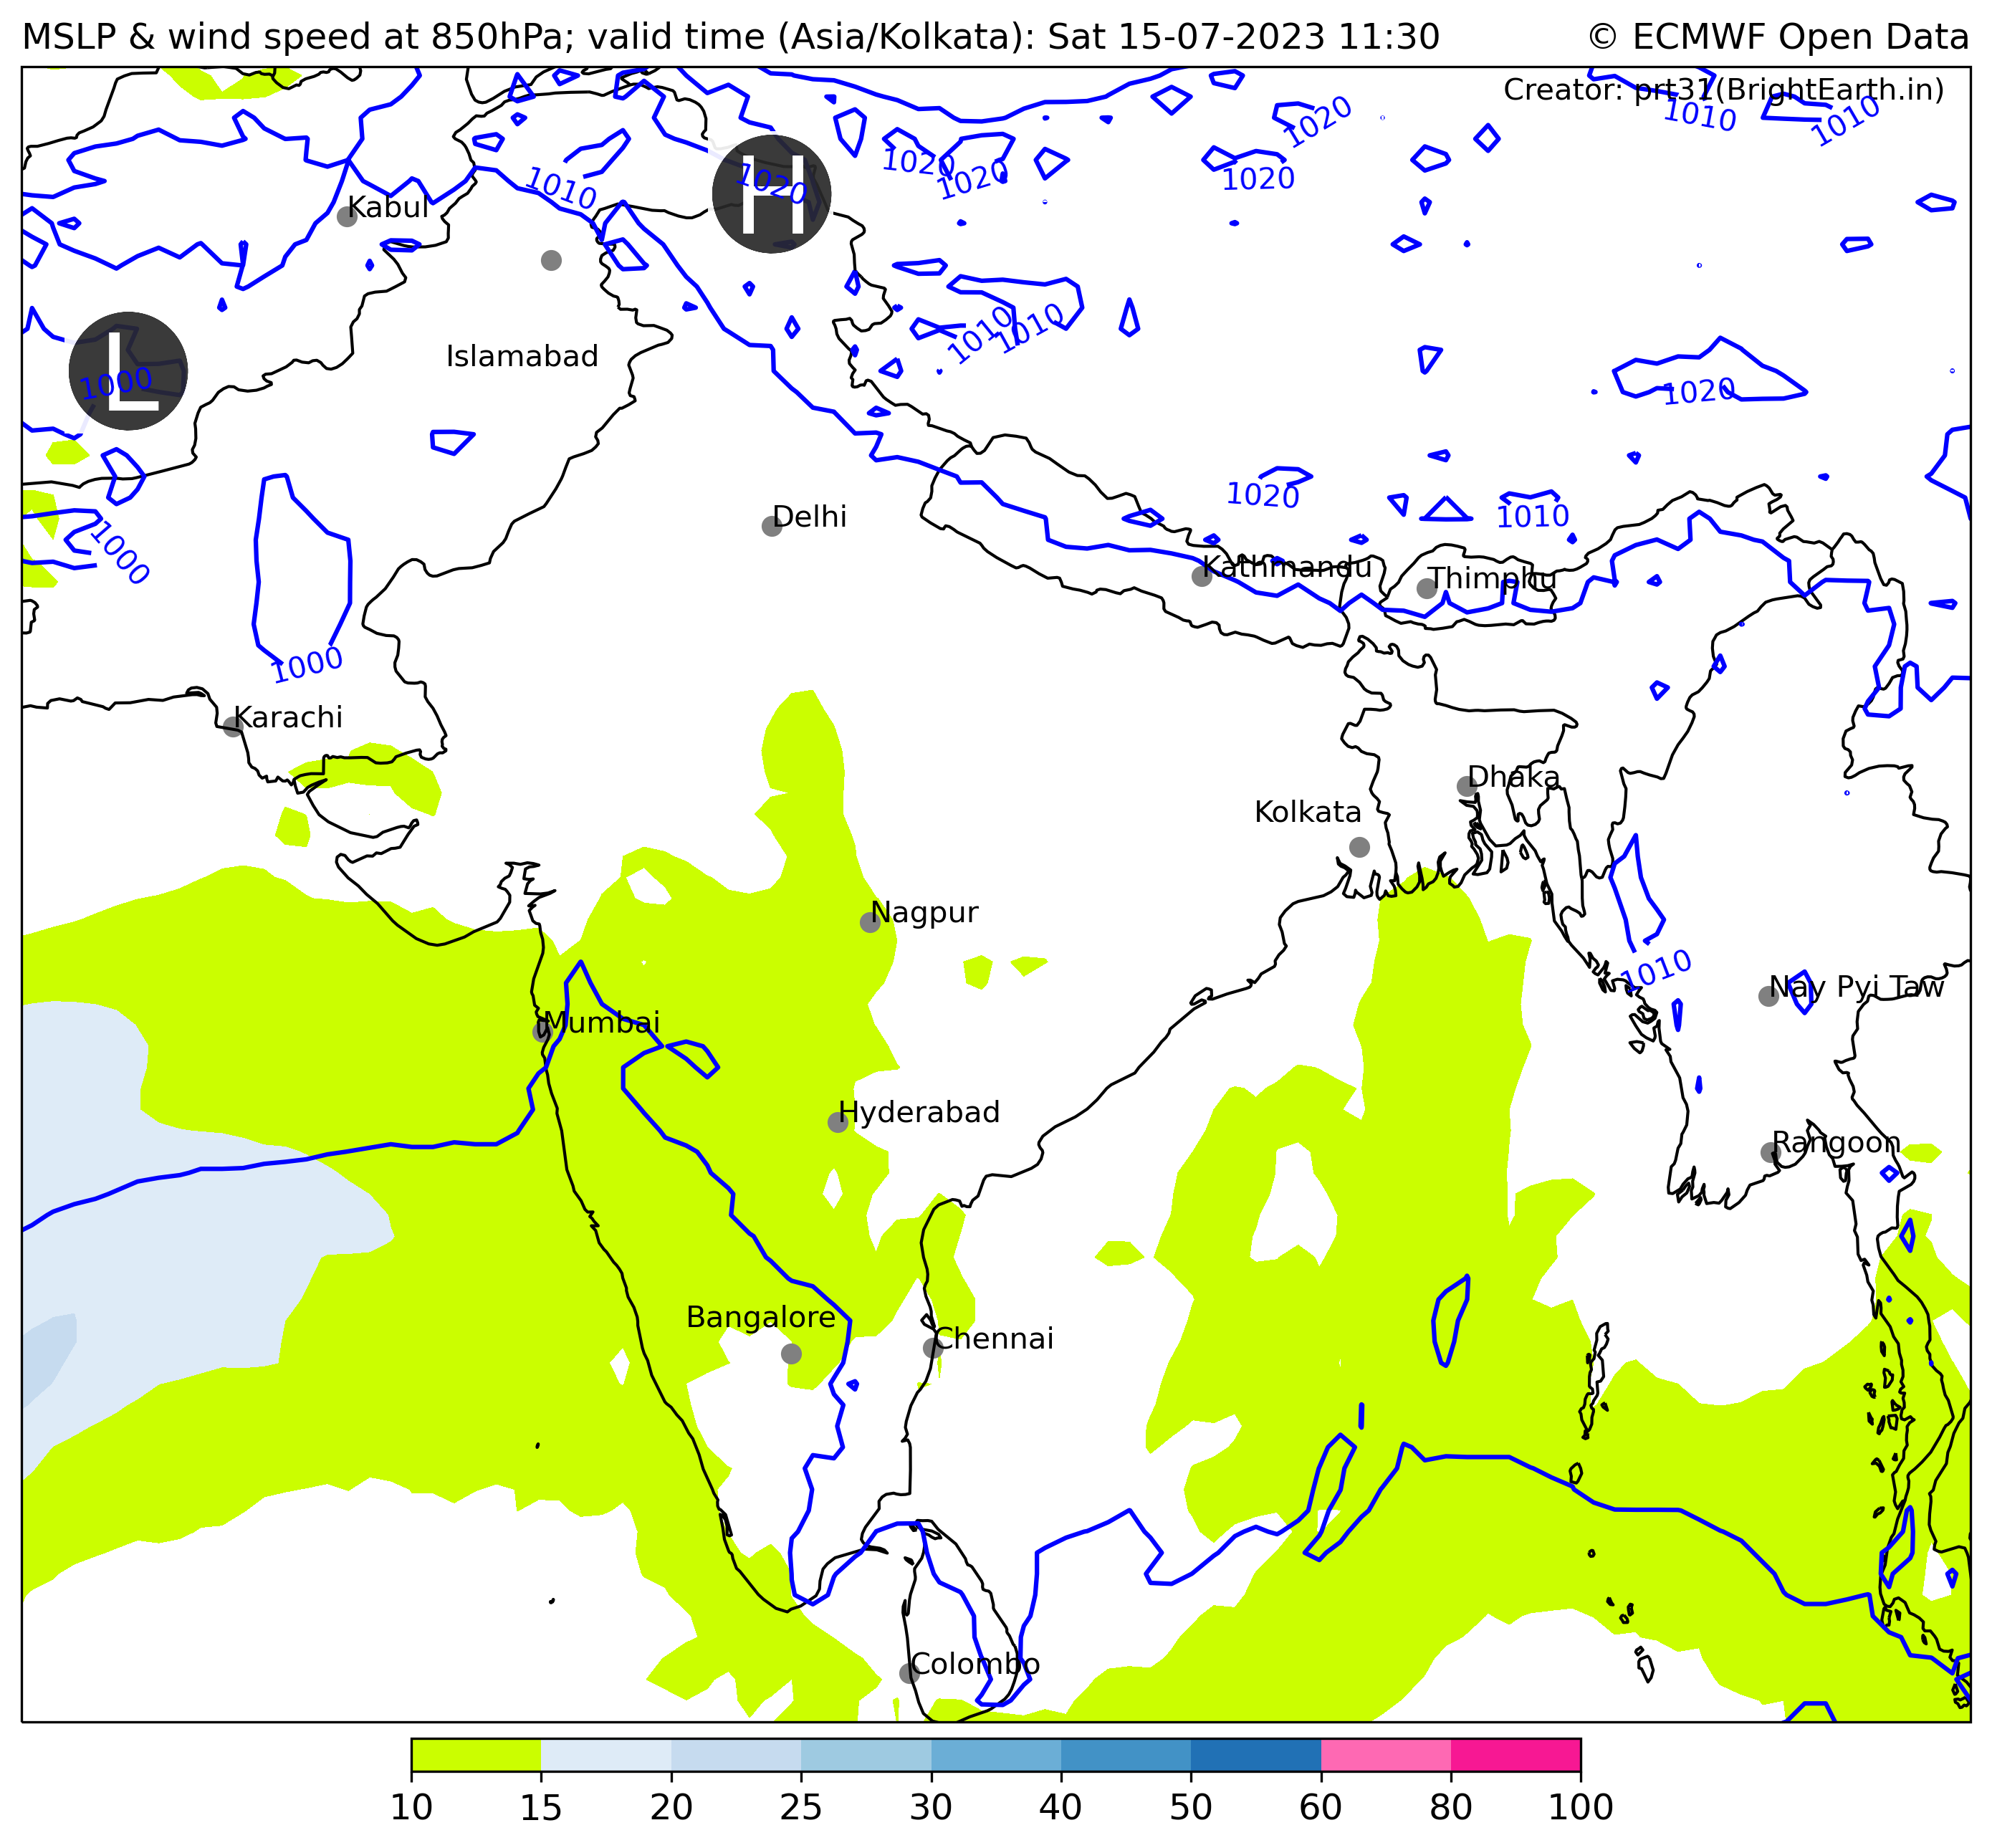 MSLP & wind speed at 850hPa; valid time (Asia/Kolkata): Sat 15-07-2023 11:30
© ECMWF Open Data
Creator: prt31(BrightEarth.in)
1020
1010
1010
1020
1020
1020
1010
H
1020
Kabul
1010
1010
L
1000
Islamabad
1020
1020
1010
Delhi
1000
Kathmandu
Thimphu
1000
Karachi
Dhaka
Kolkata
Nagpur
1010
Nay Pyi Taw
Mumbai
Hyderabad
Rangoon
Bangalore
Chennai
Colombo
10 15 20 25 30 40 50 60 80 100